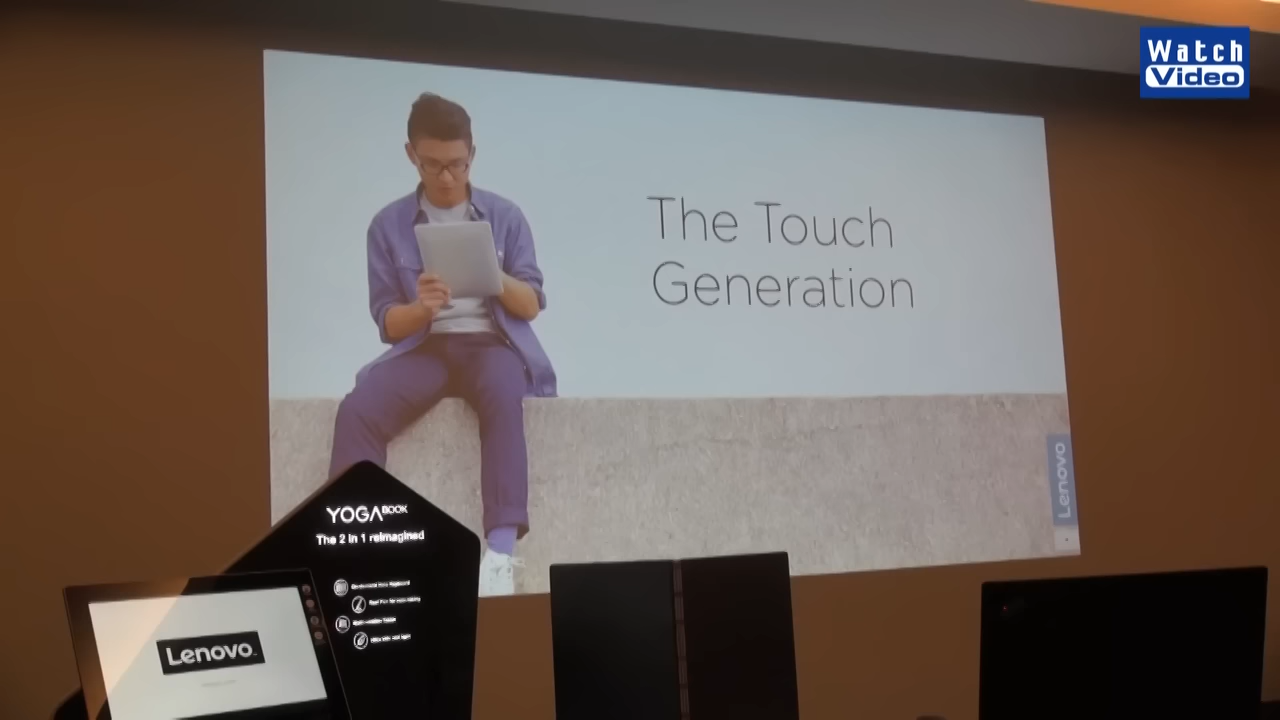 Watch
Video
The Touch
Generation
Lenovo
YOGA BOOK
The 2 in 1 reimagined
Lenovo